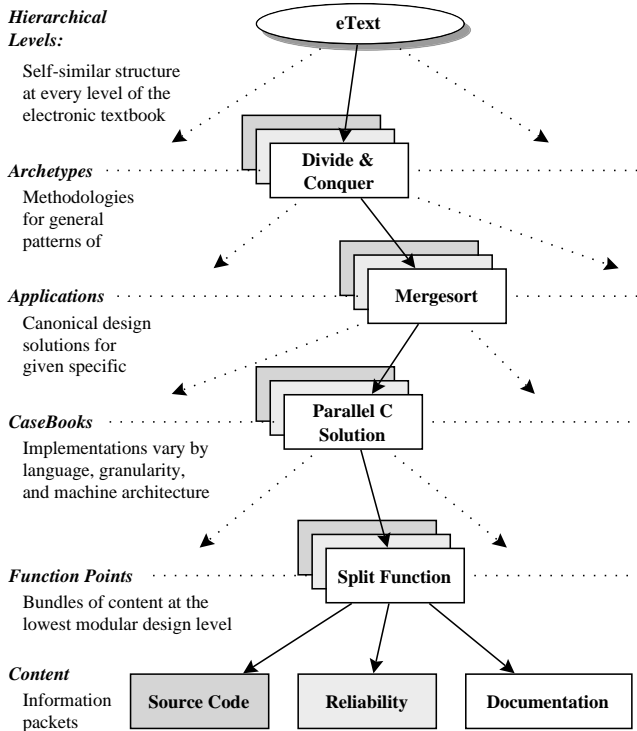 Hierarchical
Levels:
eText
Self-similar structure
at every level of the
electronic textbook
Archetypes
Divide &
Conquer
Methodologies
for general
patterns of
Applications
Mergesort
Canonical design
solutions for
given specific
CaseBooks
Parallel C
Solution
Implementations vary by
language, granularity,
and machine architecture
Function Points
Split Function
Bundles of content at the
lowest modular design level
Content
Information
packets
Source Code
Reliability
Documentation